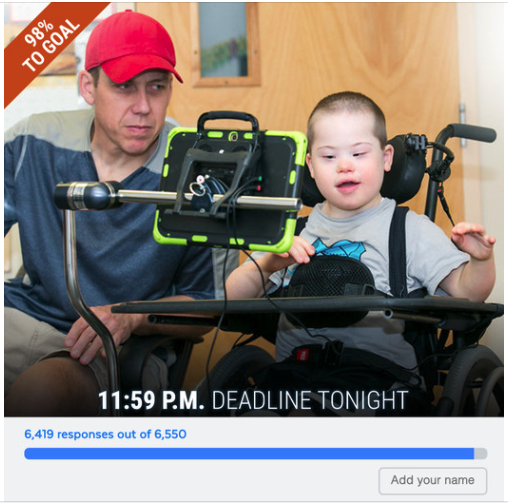 98%
TO GOAL
11:59 P.M. DEADLINE TONIGHT
6,419 responses out of 6,550
Add your name